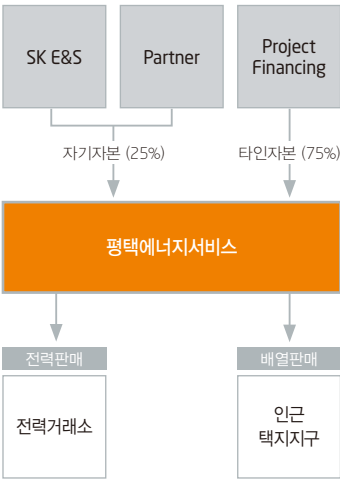 SK E&S
Partner
Project
Financing
자기자본 (25%)
타인자본 (75%)
평택에너지서비스
전력판매
배열판매
전력거래소
인근
택지지구